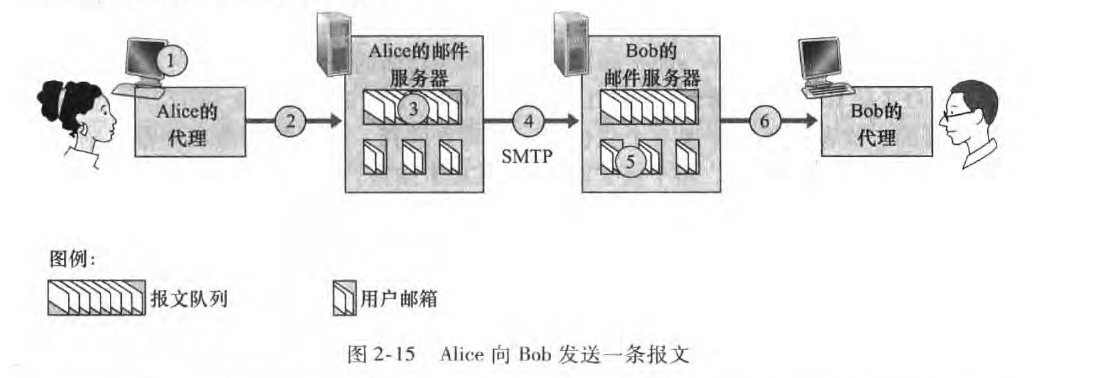 1
Alice的
代理
2
Alice的邮件
服务器
3
4
SMTP
Bob的
邮件服务器
5
6
Bob的
代理
图例:
报文队列
用户邮箱
图 2-15 Alice 向 Bob 发送一条报文